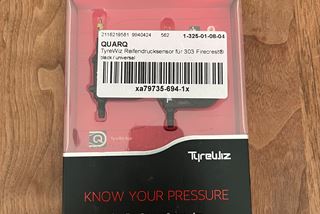 2118219581 9940424 562 1-325-01-08-04
QUARQ
TyreWiz Reifendrucksensor für 303 Firecrest®
black / universal
xa79735-694-1x
TyreWiz
KNOW YOUR PRESSURE